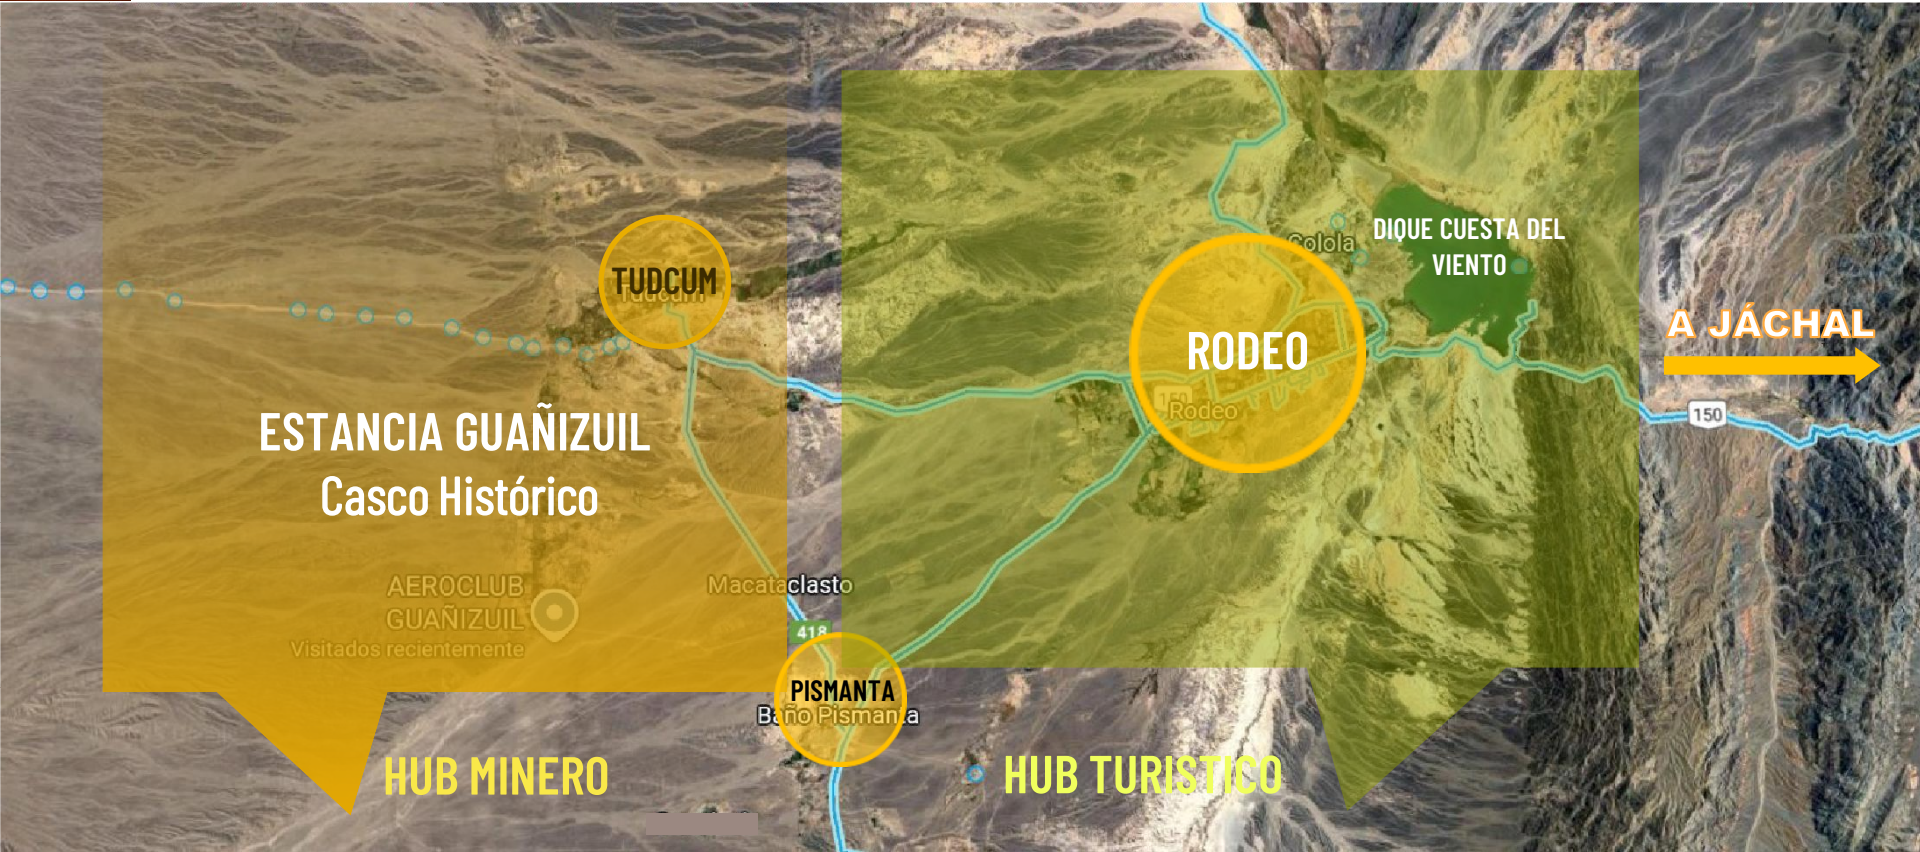 DIQUE CUESTA DEL
VIENTO
Colola
TUDCUM
Tudcum
A JÁCHAL
RODEO
150
Rodeo
150
ESTANCIA GUAÑIZUIL
Casco Histórico
AEROCLUB
GUAÑIZUIL
Visitados recientemente
Macataclasto
418
PISMANTA
Baño Pismanta
HUB MINERO
HUB TURISTICO